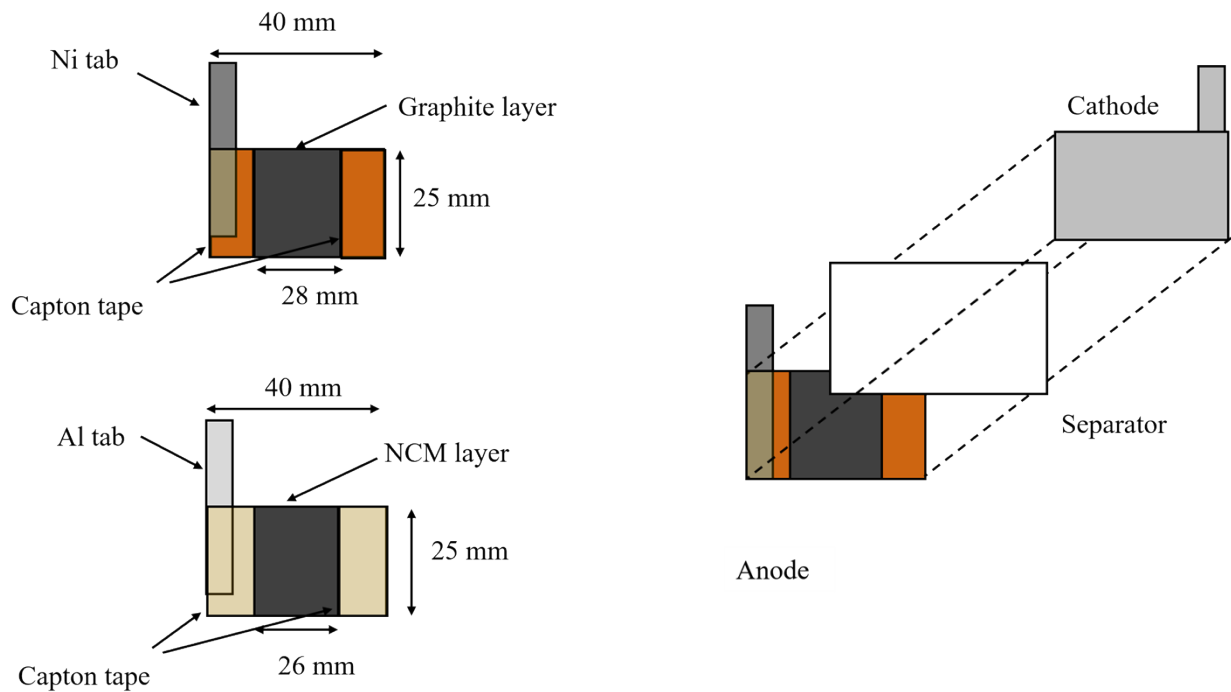 40 mm
Ni tab
Graphite layer
25 mm
28 mm
Capton tape
40 mm
Al tab
NCM layer
25 mm
26 mm
Capton tape
Cathode
Separator
Anode